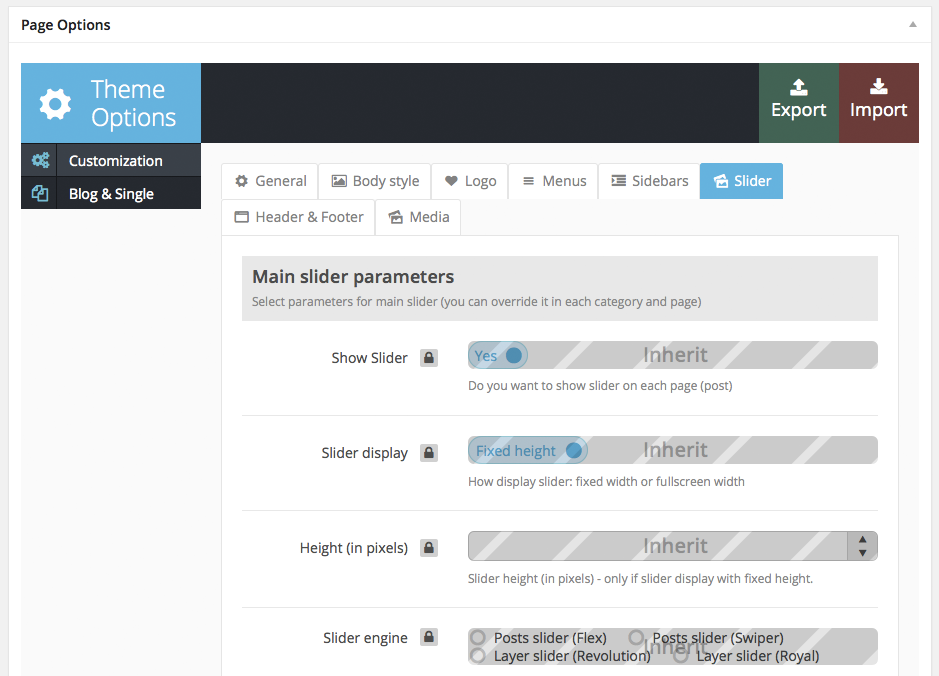 Page Options
Theme
Options
Export
Import
Customization
Blog & Single
General
Body style
Logo
Menus
Sidebars
Slider
Header & Footer
Media
Main slider parameters
Select parameters for main slider (you can override it in each category and page)
Show Slider
Yes
Inherit
Do you want to show slider on each page (post)
Slider display
Fixed height
Inherit
How display slider: fixed width or fullscreen width
Height (in pixels)
Inherit
Slider height (in pixels) - only if slider display with fixed height.
Slider engine
Posts slider (Flex)
Posts slider (Swiper)
Inherit
Layer slider (Revolution)
Layer slider (Royal)